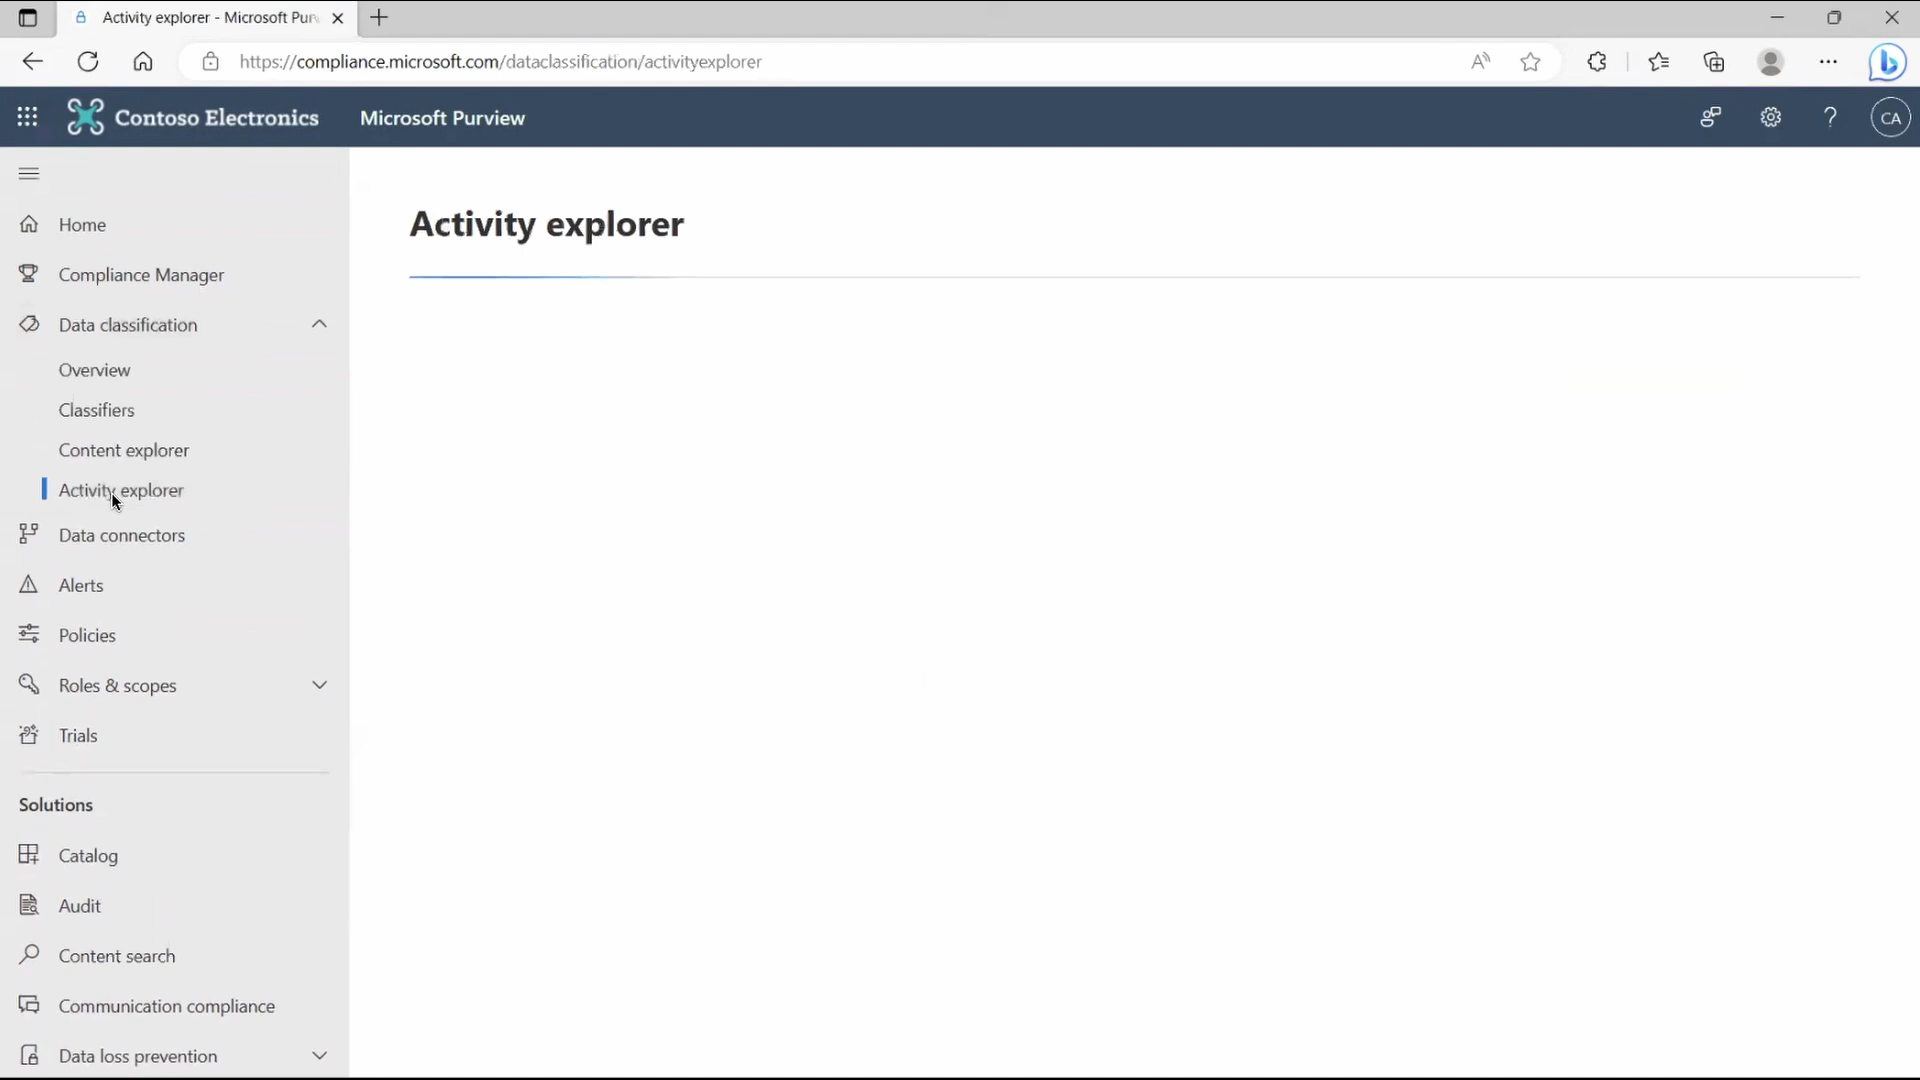 Activity explorer - Microsoft Pur
https://compliance.microsoft.com/dataclassification/activityexplorer
Contoso Electronics
Microsoft Purview
CA
Home
Compliance Manager
Data classification
Overview
Classifiers
Content explorer
Activity explorer
Data connectors
Alerts
Policies
Roles & scopes
Trials
Solutions
Catalog
Audit
Content search
Communication compliance
Data loss prevention
Activity explorer